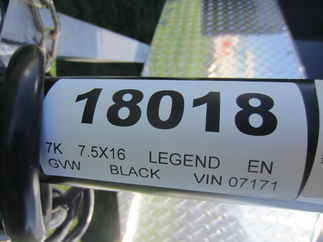 18018
7K 7.5X16 LEGEND EN
GVW BLACK VIN 07171